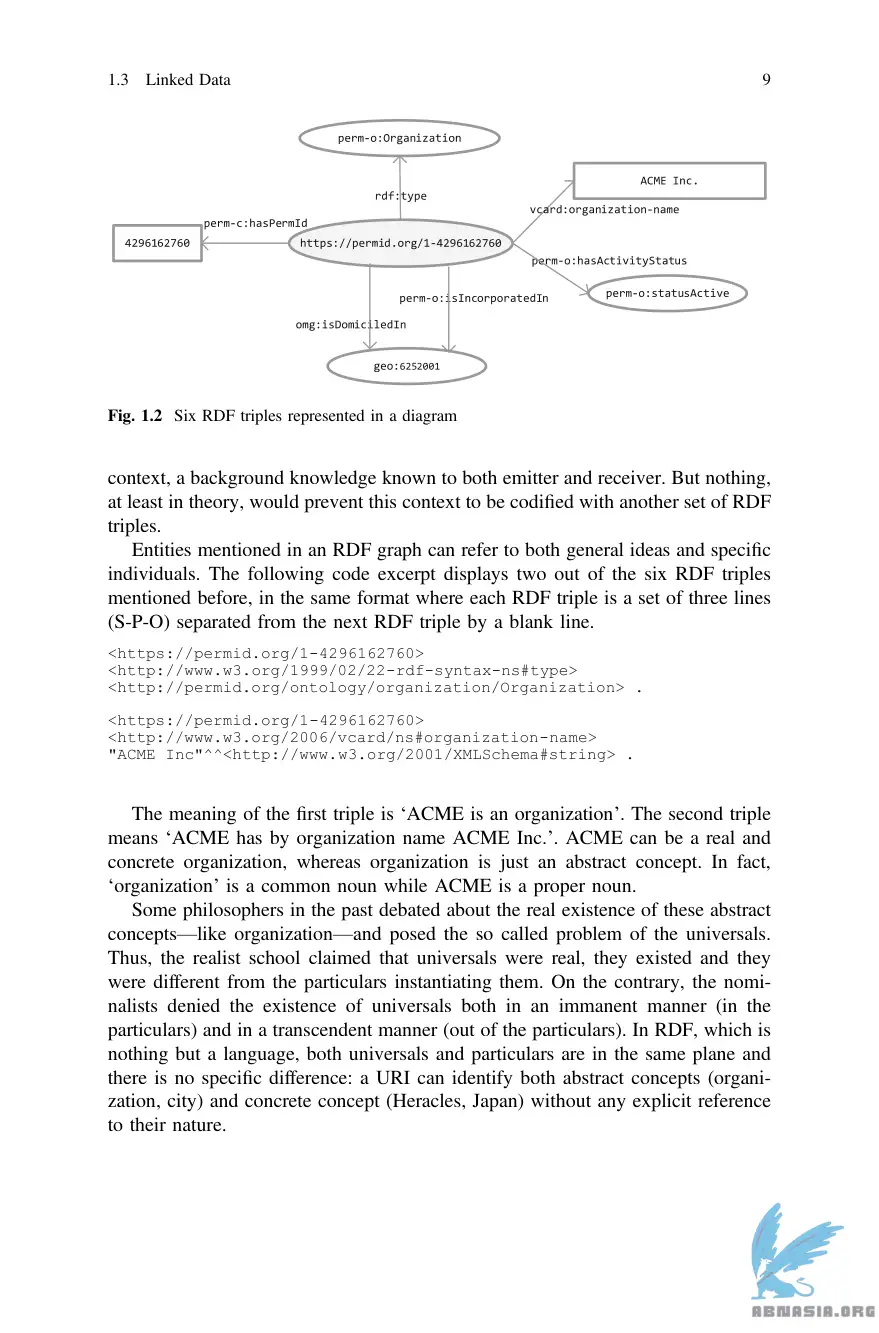 1.3 Linked Data 9
perm-o:Organization
ACME Inc.
rdf:type
vcard:organization-name
perm-c:hasPermId
4296162760
https://permid.org/1-4296162760
perm-o:hasActivityStatus
perm-o:statusActive
perm-o:isIncorporatedIn
omg:isDomiciledIn
geo:6252001
Fig. 1.2 Six RDF triples represented in a diagram
context, a background knowledge known to both emitter and receiver. But nothing,
at least in theory, would prevent this context to be codified with another set of RDF
triples.
Entities mentioned in an RDF graph can refer to both general ideas and specific
individuals. The following code excerpt displays two out of the six RDF triples
mentioned before, in the same format where each RDF triple is a set of three lines
(S-P-O) separated from the next RDF triple by a blank line.
<https://permid.org/1-4296162760>
<http://www.w3.org/1999/02/22-rdf-syntax-ns#type>
<http://permid.org/ontology/organization/Organization> .
<https://permid.org/1-4296162760>
<http://www.w3.org/2006/vcard/ns#organization-name>
"ACME Inc"^^<http://www.w3.org/2001/XMLSchema#string> .
The meaning of the first triple is ‘ACME is an organization’. The second triple
means ‘ACME has by organization name ACME Inc.’. ACME can be a real and
concrete organization, whereas organization is just an abstract concept. In fact,
‘organization’ is a common noun while ACME is a proper noun.
Some philosophers in the past debated about the real existence of these abstract
concepts—like organization—and posed the so called problem of the universals.
Thus, the realist school claimed that universals were real, they existed and they
were different from the particulars instantiating them. On the contrary, the nomi-
nalists denied the existence of universals both in an immanent manner (in the
particulars) and in a transcendent manner (out of the particulars). In RDF, which is
nothing but a language, both universals and particulars are in the same plane and
there is no specific difference: a URI can identify both abstract concepts (organi-
zation, city) and concrete concept (Heracles, Japan) without any explicit reference
to their nature.
ABNASIA.ORG